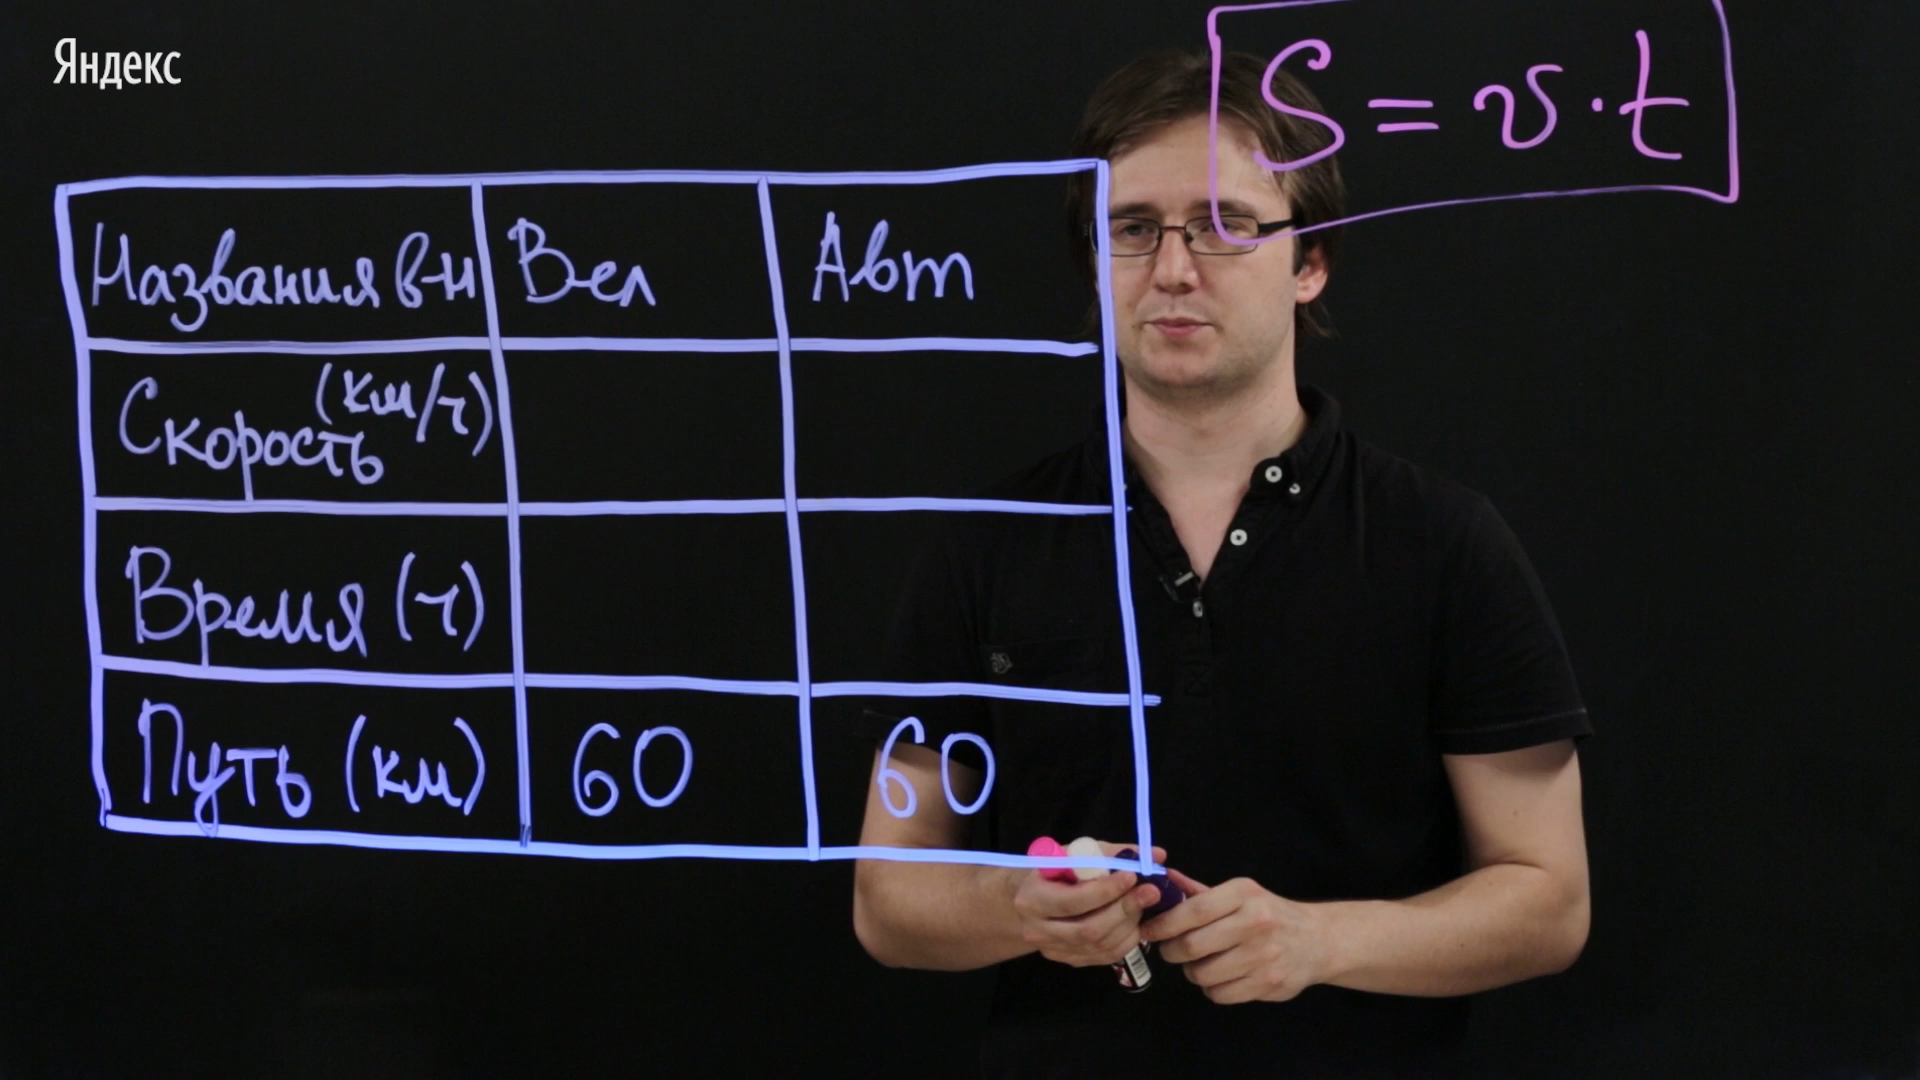 Яндекс
S = v · t
Названия в-н Вел Авт
Скорость (км/ч)
Время (ч)
Путь (км) 60 60